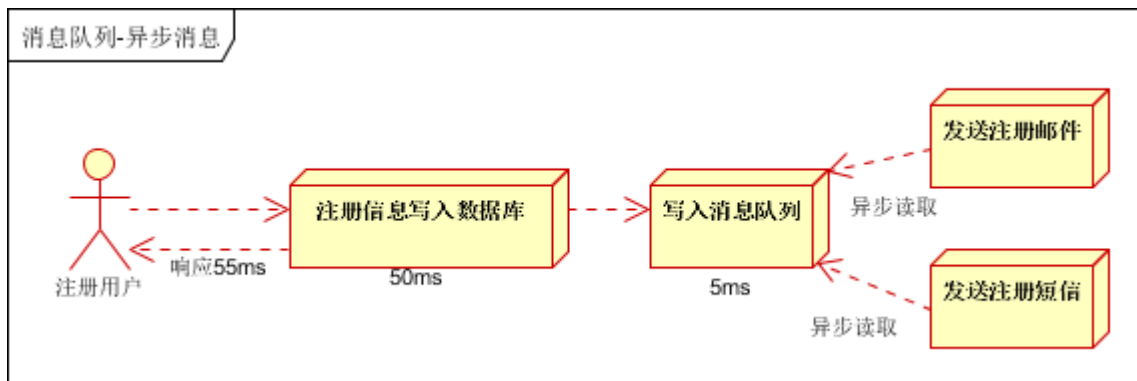 消息队列-异步消息
发送注册邮件
注册信息写入数据库
写入消息队列
异步读取
响应55ms
50ms
5ms
注册用户
发送注册短信
异步读取